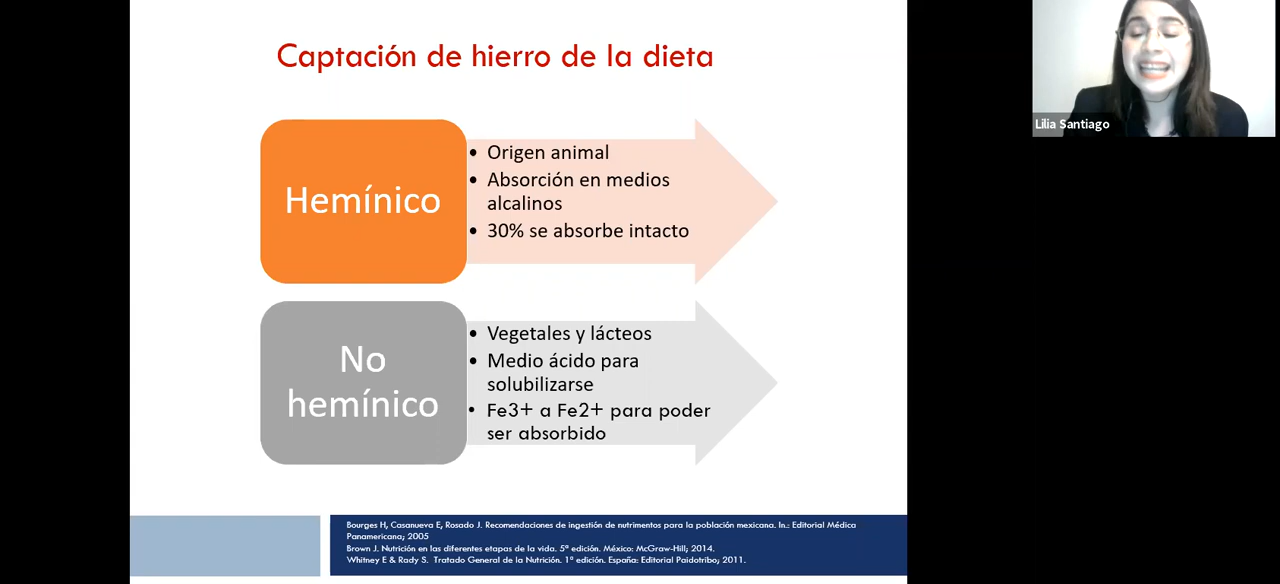 Captación de hierro de la dieta
Lilia Santiago
Hemínico
• Origen animal
• Absorción en medios
alcalinos
• 30% se absorbe intacto
No
hemínico
• Vegetales y lácteos
• Medio ácido para
solubilizarse
• Fe3+ a Fe2+ para poder
ser absorbido
Bourges H, Casanueva E, Rosado J. Recomendaciones de ingestión de nutrimentos para la población mexicana. In.: Editorial Médica
Panamericana; 2005
Brown J. Nutrición en las diferentes etapas de la vida. 5ª edición. México: McGraw-Hill; 2014.
Whitney E & Rady S. Tratado General de la Nutrición. 1ª edición. España: Editorial Paidotribo; 2011.